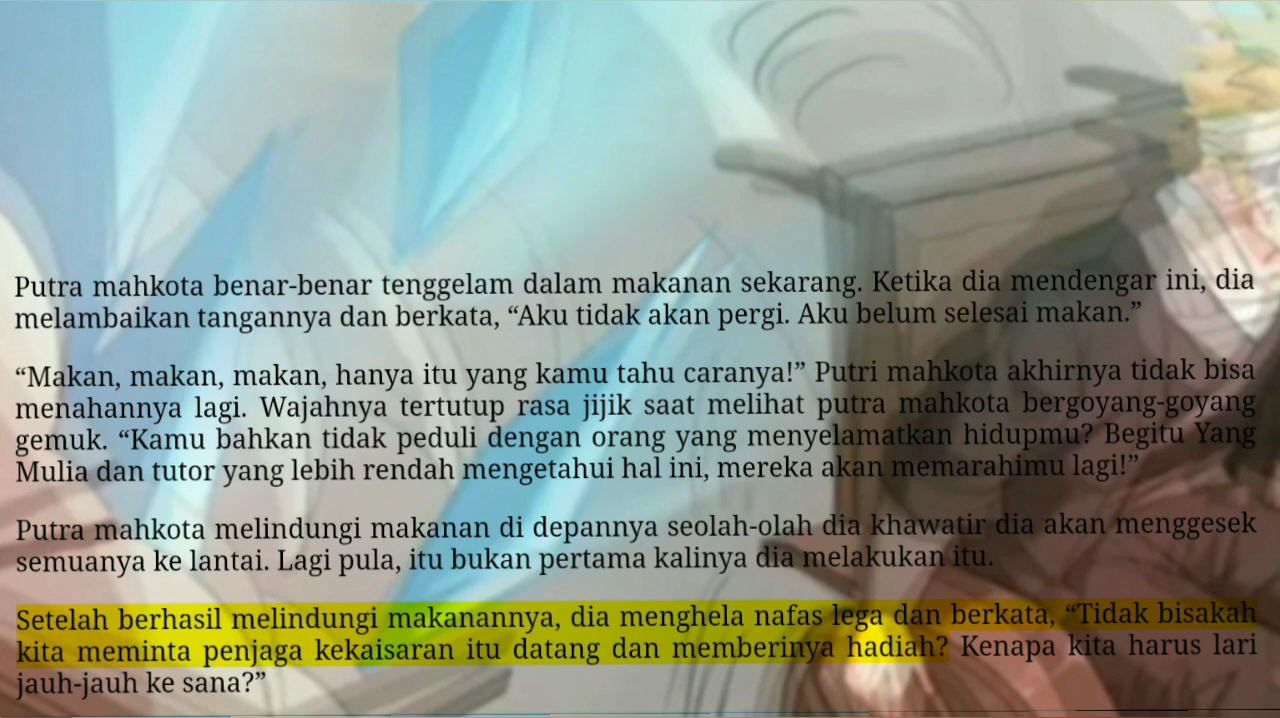 Putra mahkota benar-benar tenggelam dalam makanan sekarang. Ketika dia mendengar ini, dia
melambaikan tangannya dan berkata, “Aku tidak akan pergi. Aku belum selesai makan.”
“Makan, makan, makan, hanya itu yang kamu tahu caranya!” Putri mahkota akhirnya tidak bisa
menahannya lagi. Wajahnya tertutup rasa jijik saat melihat putra mahkota bergoyang-goyang
gemuk. “Kamu bahkan tidak peduli dengan orang yang menyelamatkan hidupmu? Begitu Yang
Mulia dan tutor yang lebih rendah mengetahui hal ini, mereka akan memarahimu lagi!”
Putra mahkota melindungi makanan di depannya seolah-olah dia khawatir dia akan menggesek
semuanya ke lantai. Lagi pula, itu bukan pertama kalinya dia melakukan itu.
Setelah berhasil melindungi makanannya, dia menghela nafas lega dan berkata, “Tidak bisakah
kita meminta penjaga kekaisaran itu datang dan memberinya hadiah? Kenapa kita harus lari
jauh-jauh ke sana?”